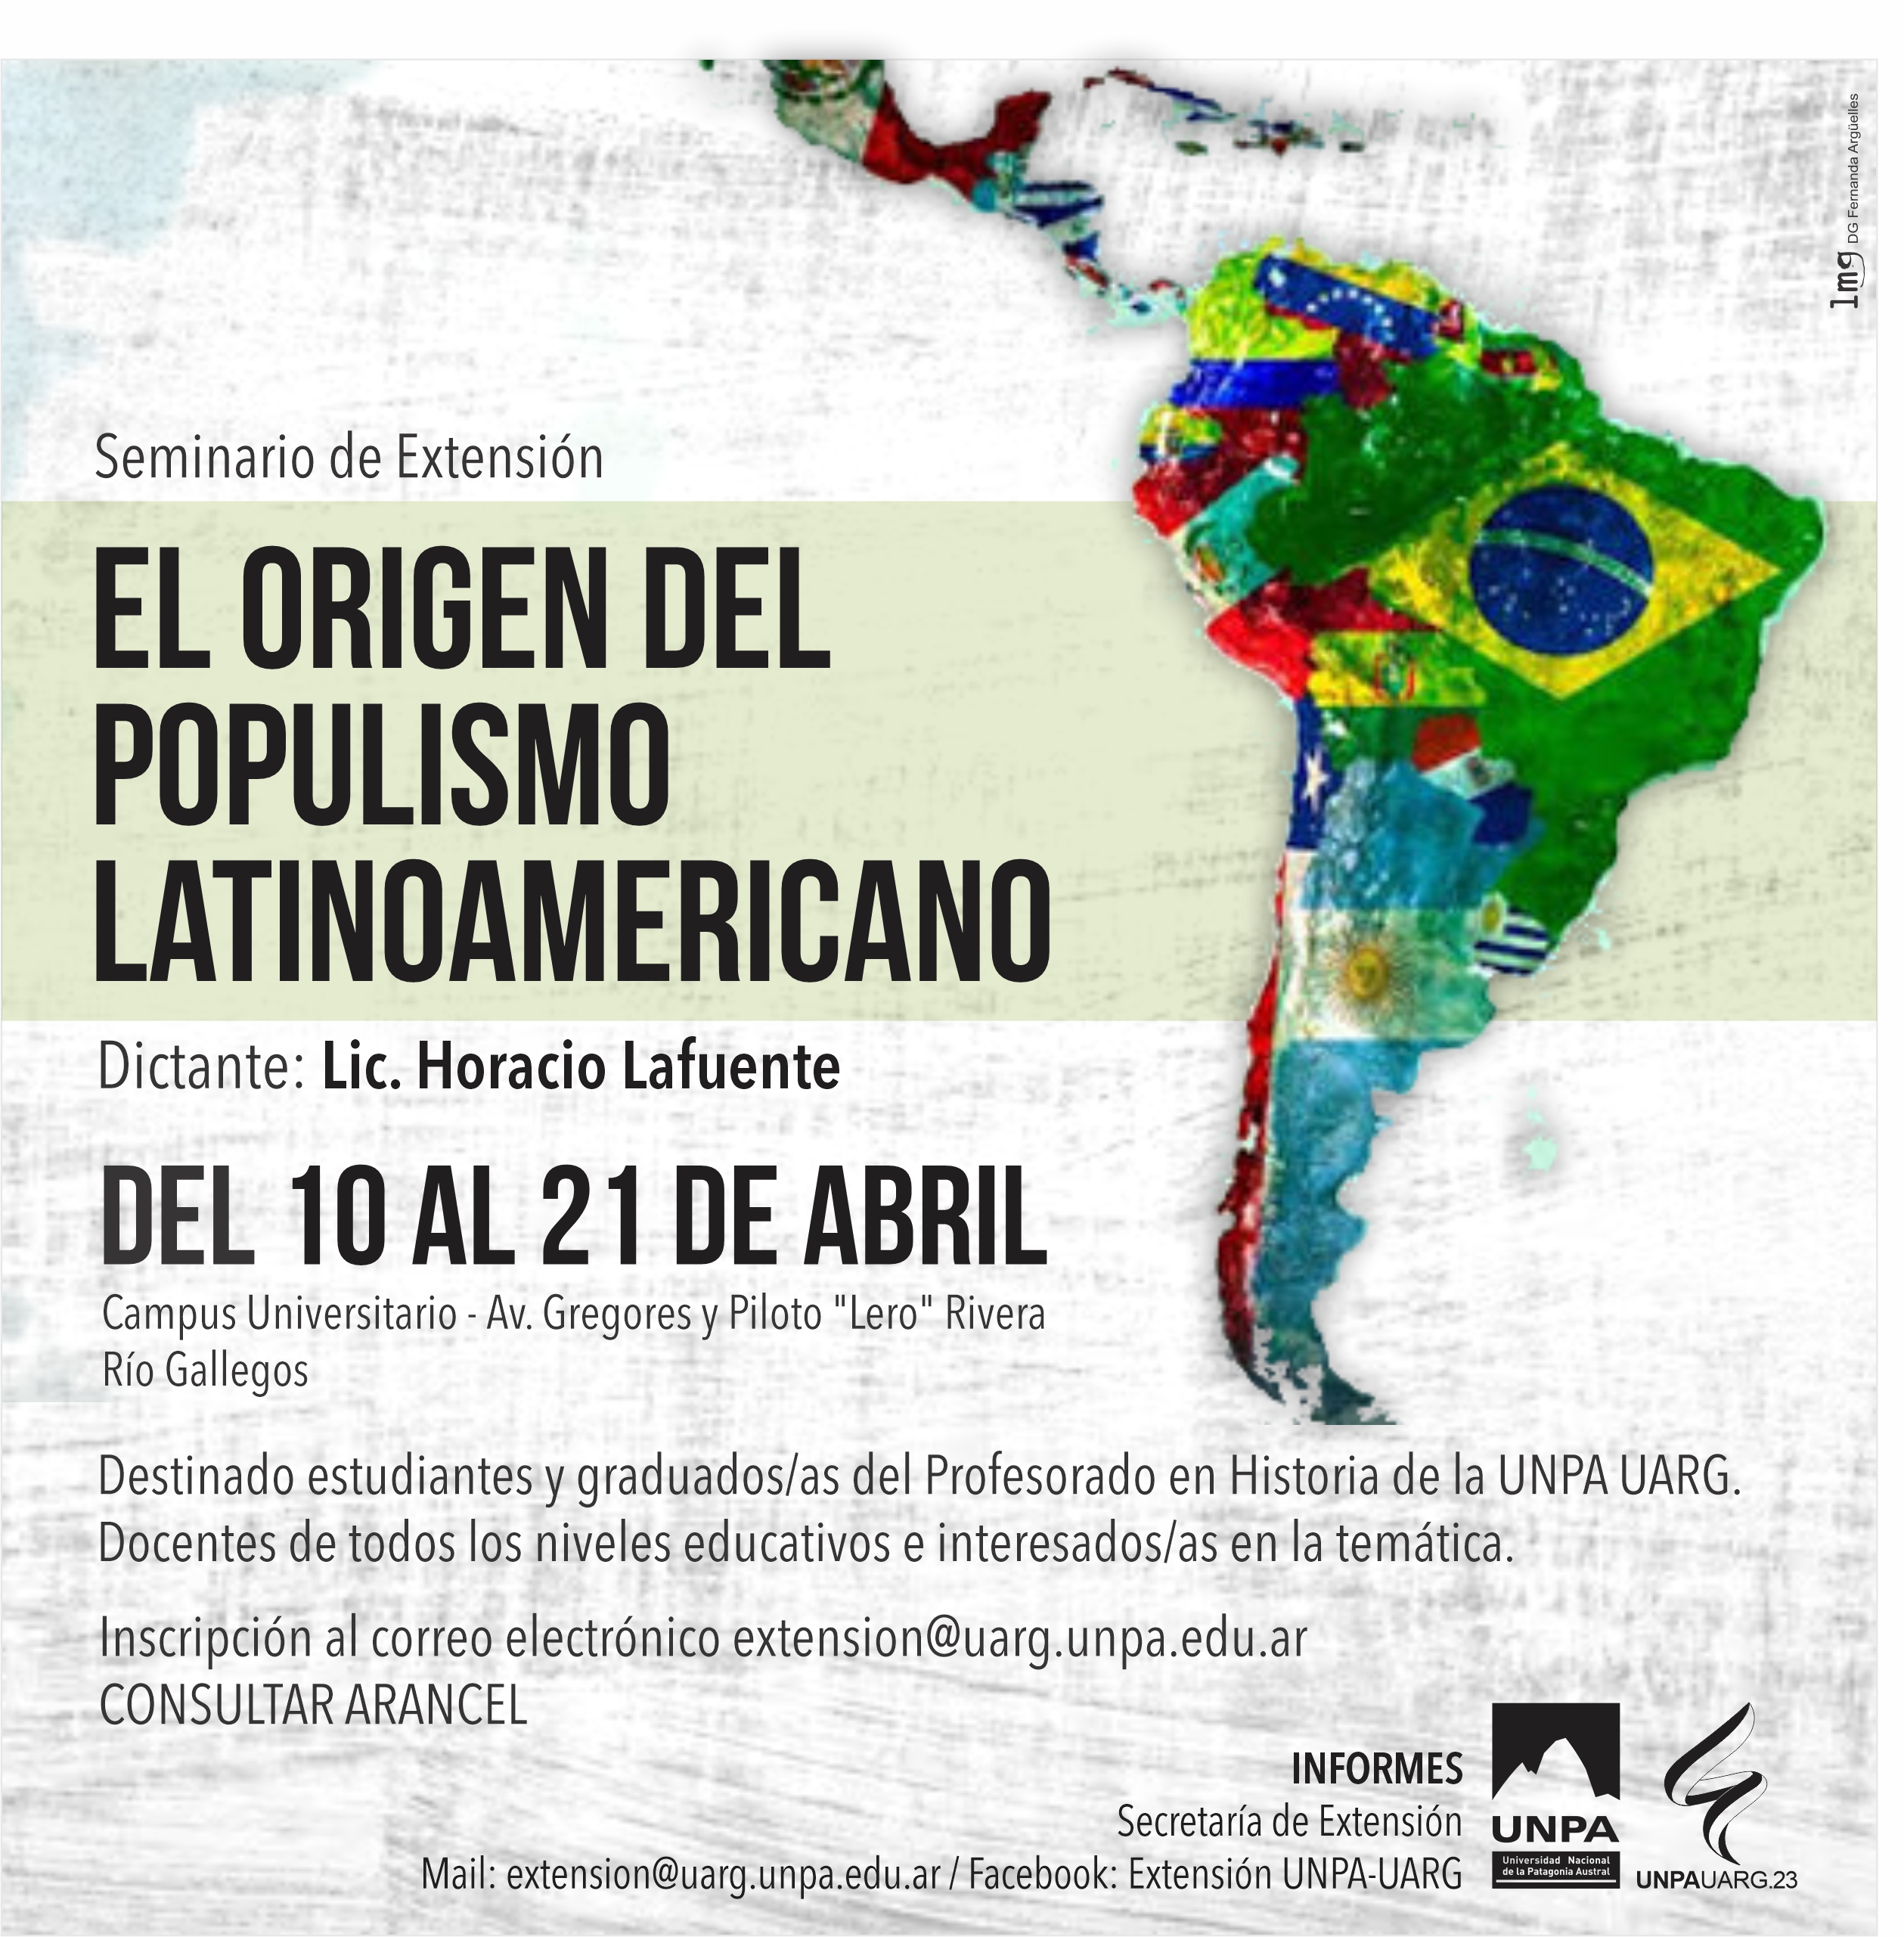 DG Fernanda Argüelles
lmg
Seminario de Extensión
EL ORIGEN DEL
POPULISMO
LATINOAMERICANO
Dictante: Lic. Horacio Lafuente
DEL 10 AL 21 DE ABRIL
Campus Universitario - Av. Gregores y Piloto "Lero" Rivera
Río Gallegos
Destinado estudiantes y graduados/as del Profesorado en Historia de la UNPA UARG.
Docentes de todos los niveles educativos e interesados/as en la temática.
Inscripción al correo electrónico extension@uarg.unpa.edu.ar
CONSULTAR ARANCEL
INFORMES
Secretaría de Extensión
Mail: extension@uarg.unpa.edu.ar / Facebook: Extensión UNPA-UARG
UNPA
Universidad Nacional
de la Patagonia Austral
UNPAUARG.23